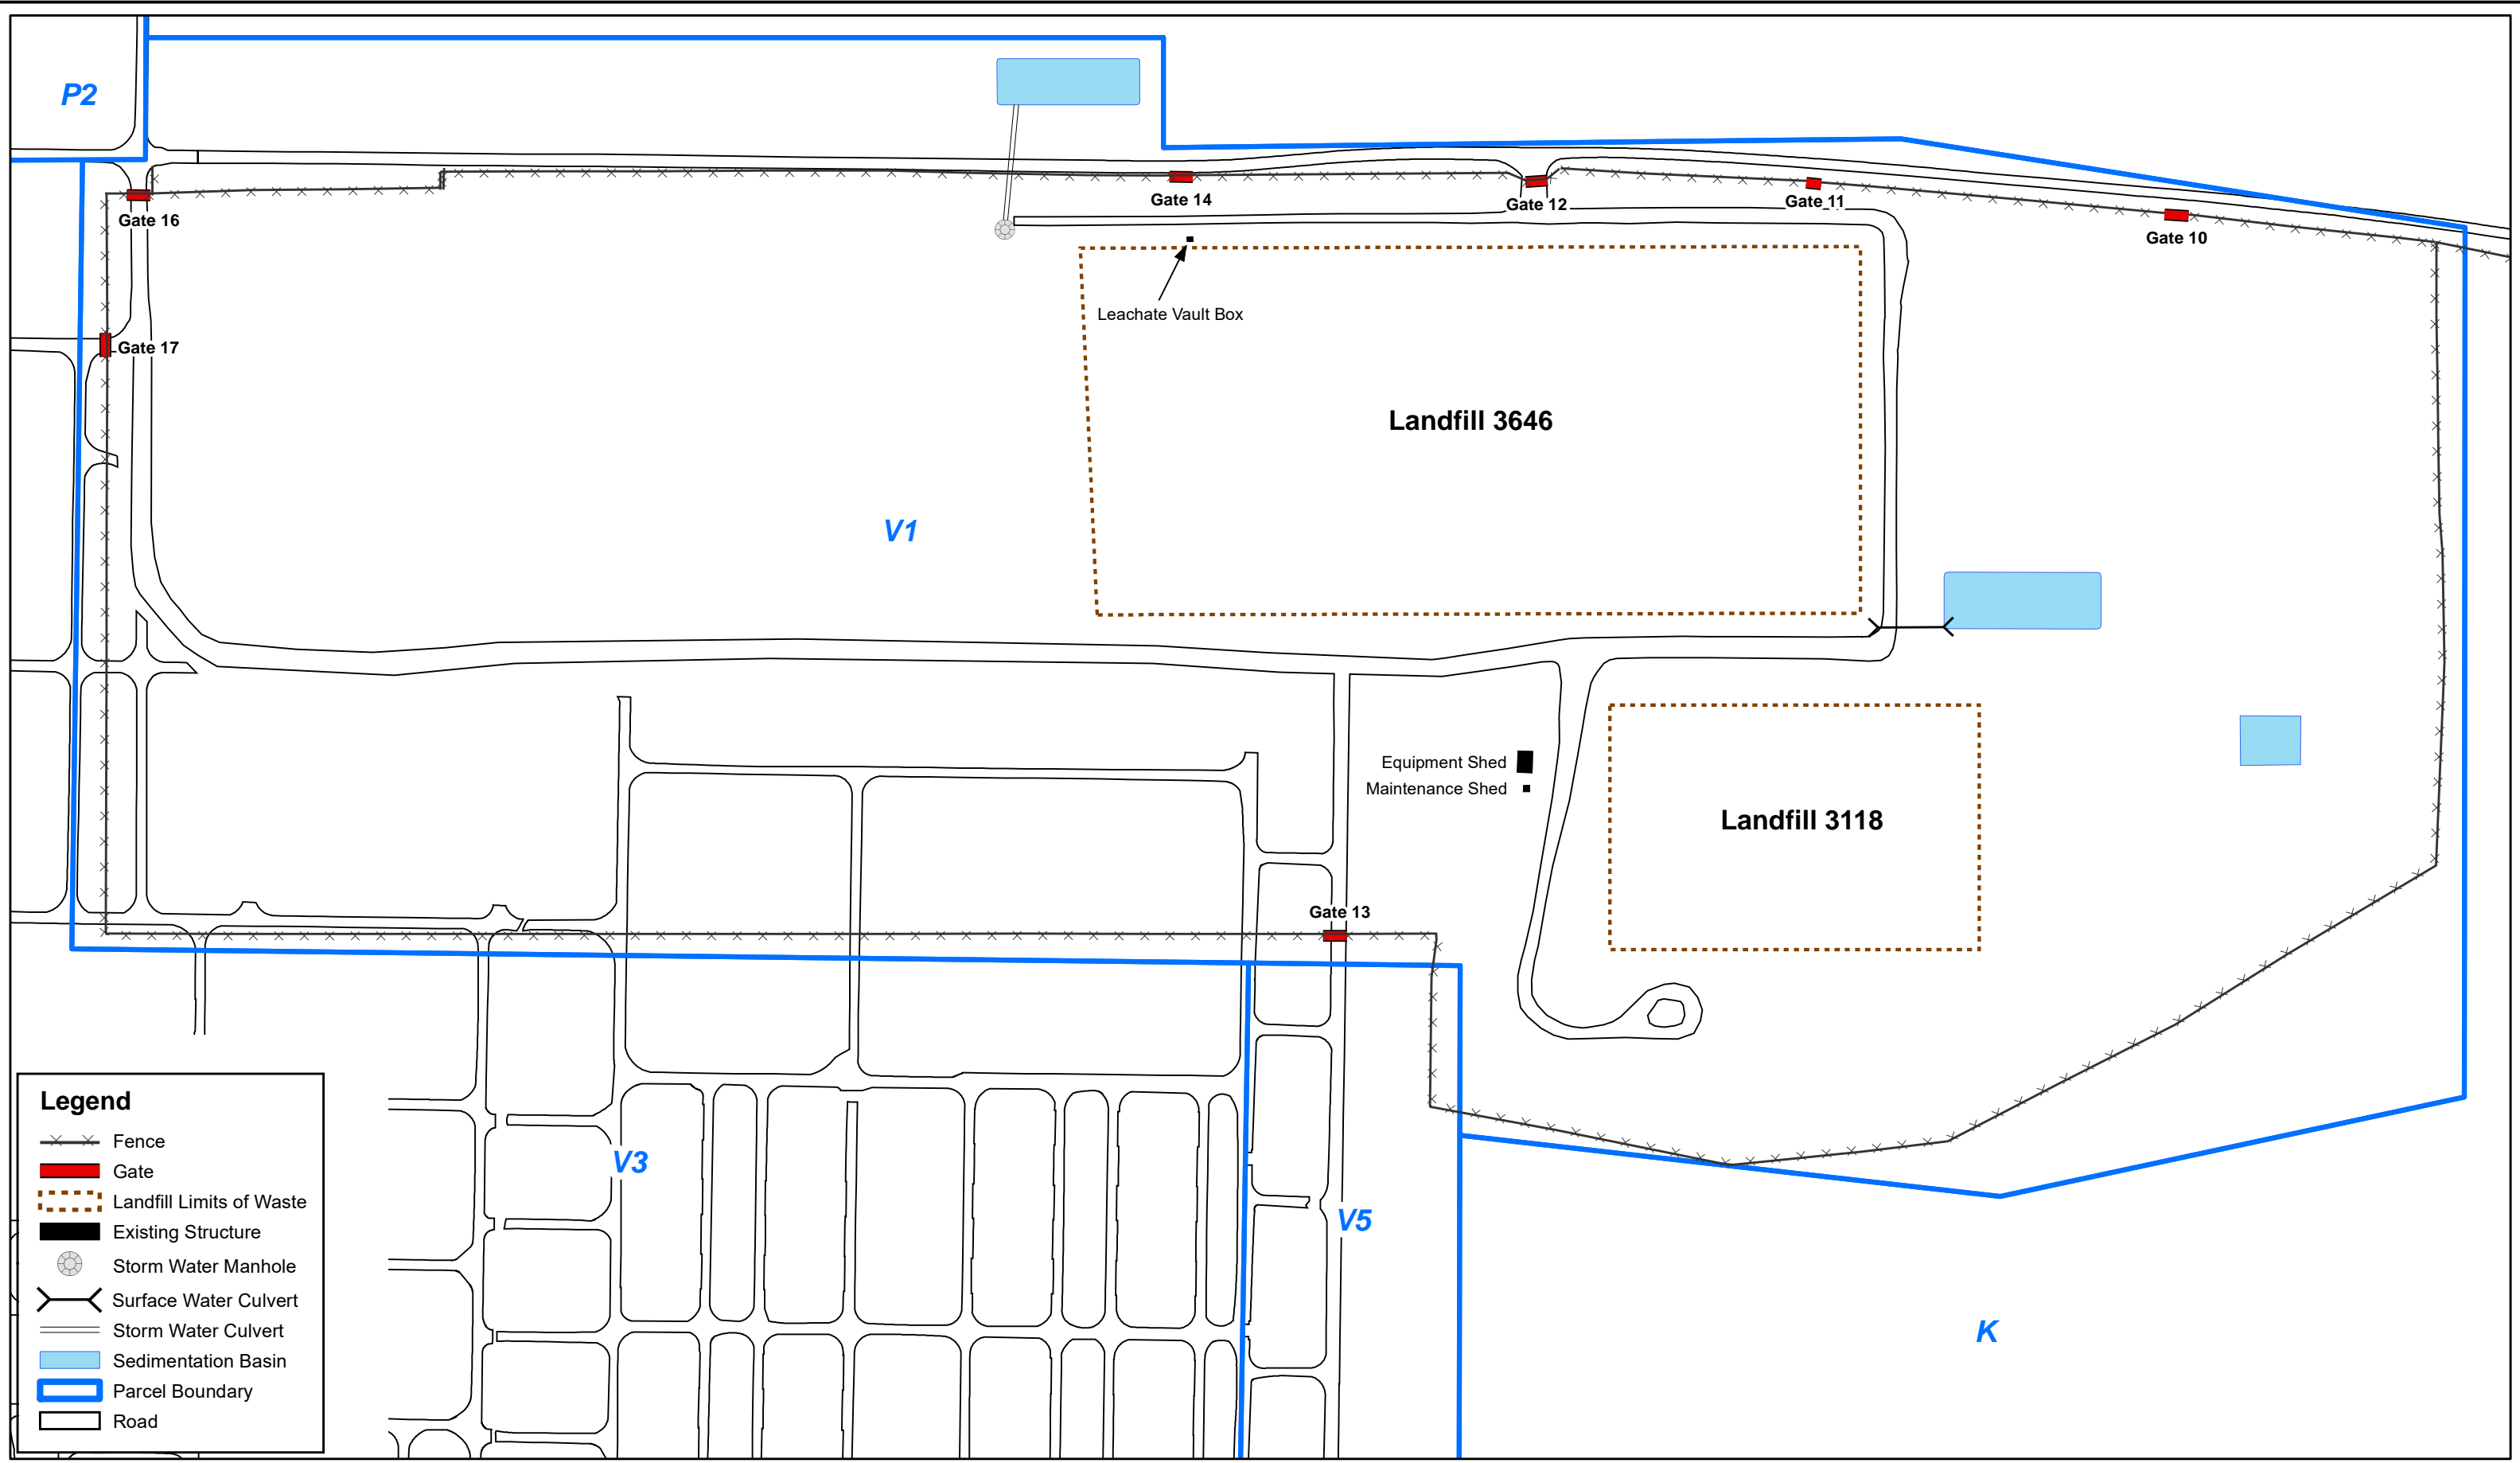 P2
Gate 14
Gate 12
Gate 11
Gate 16
Gate 10
Leachate Vault Box
Gate 17
Landfill 3646
V1
Equipment Shed
Maintenance Shed
Landfill 3118
Gate 13
Legend
Fence
Gate
Landfill Limits of Waste
Existing Structure
Storm Water Manhole
Surface Water Culvert
Storm Water Culvert
Sedimentation Basin
Parcel Boundary
Road
V3
V5
K